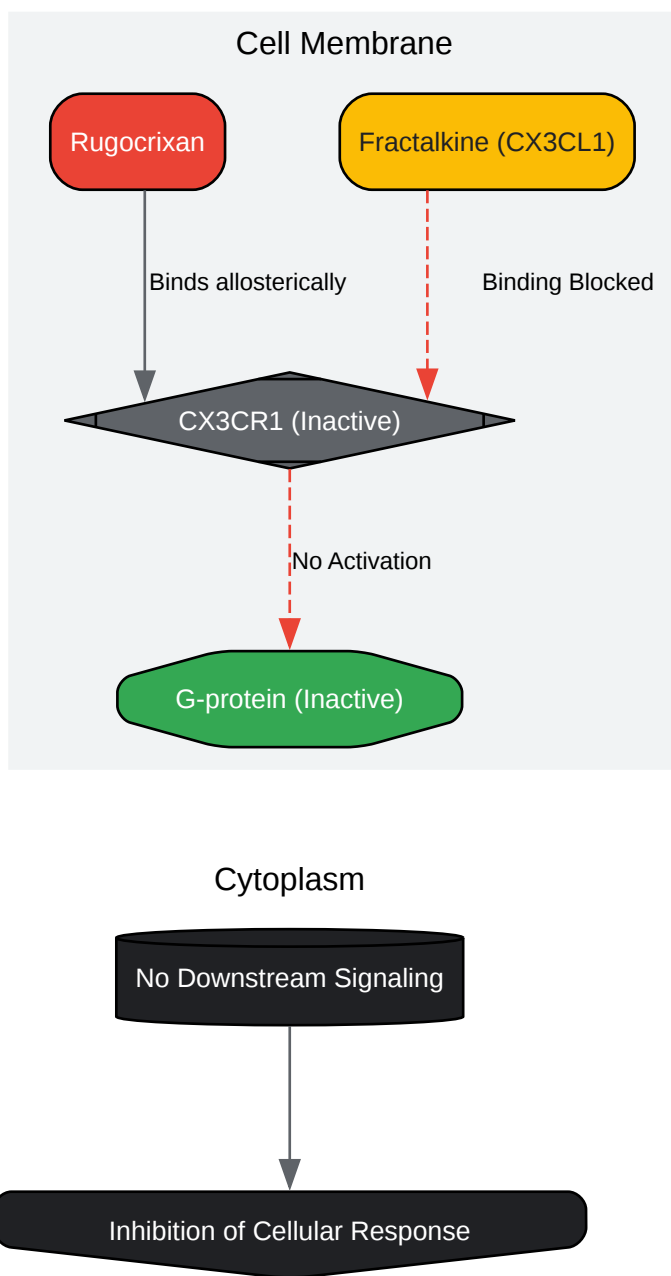 Cell Membrane
Rugocrixan
Fractalkine (CX3CL1)
Binds allosterically
Binding Blocked
CX3CR1 (Inactive)
No Activation
G-protein (Inactive)
Cytoplasm
No Downstream Signaling
Inhibition of Cellular Response